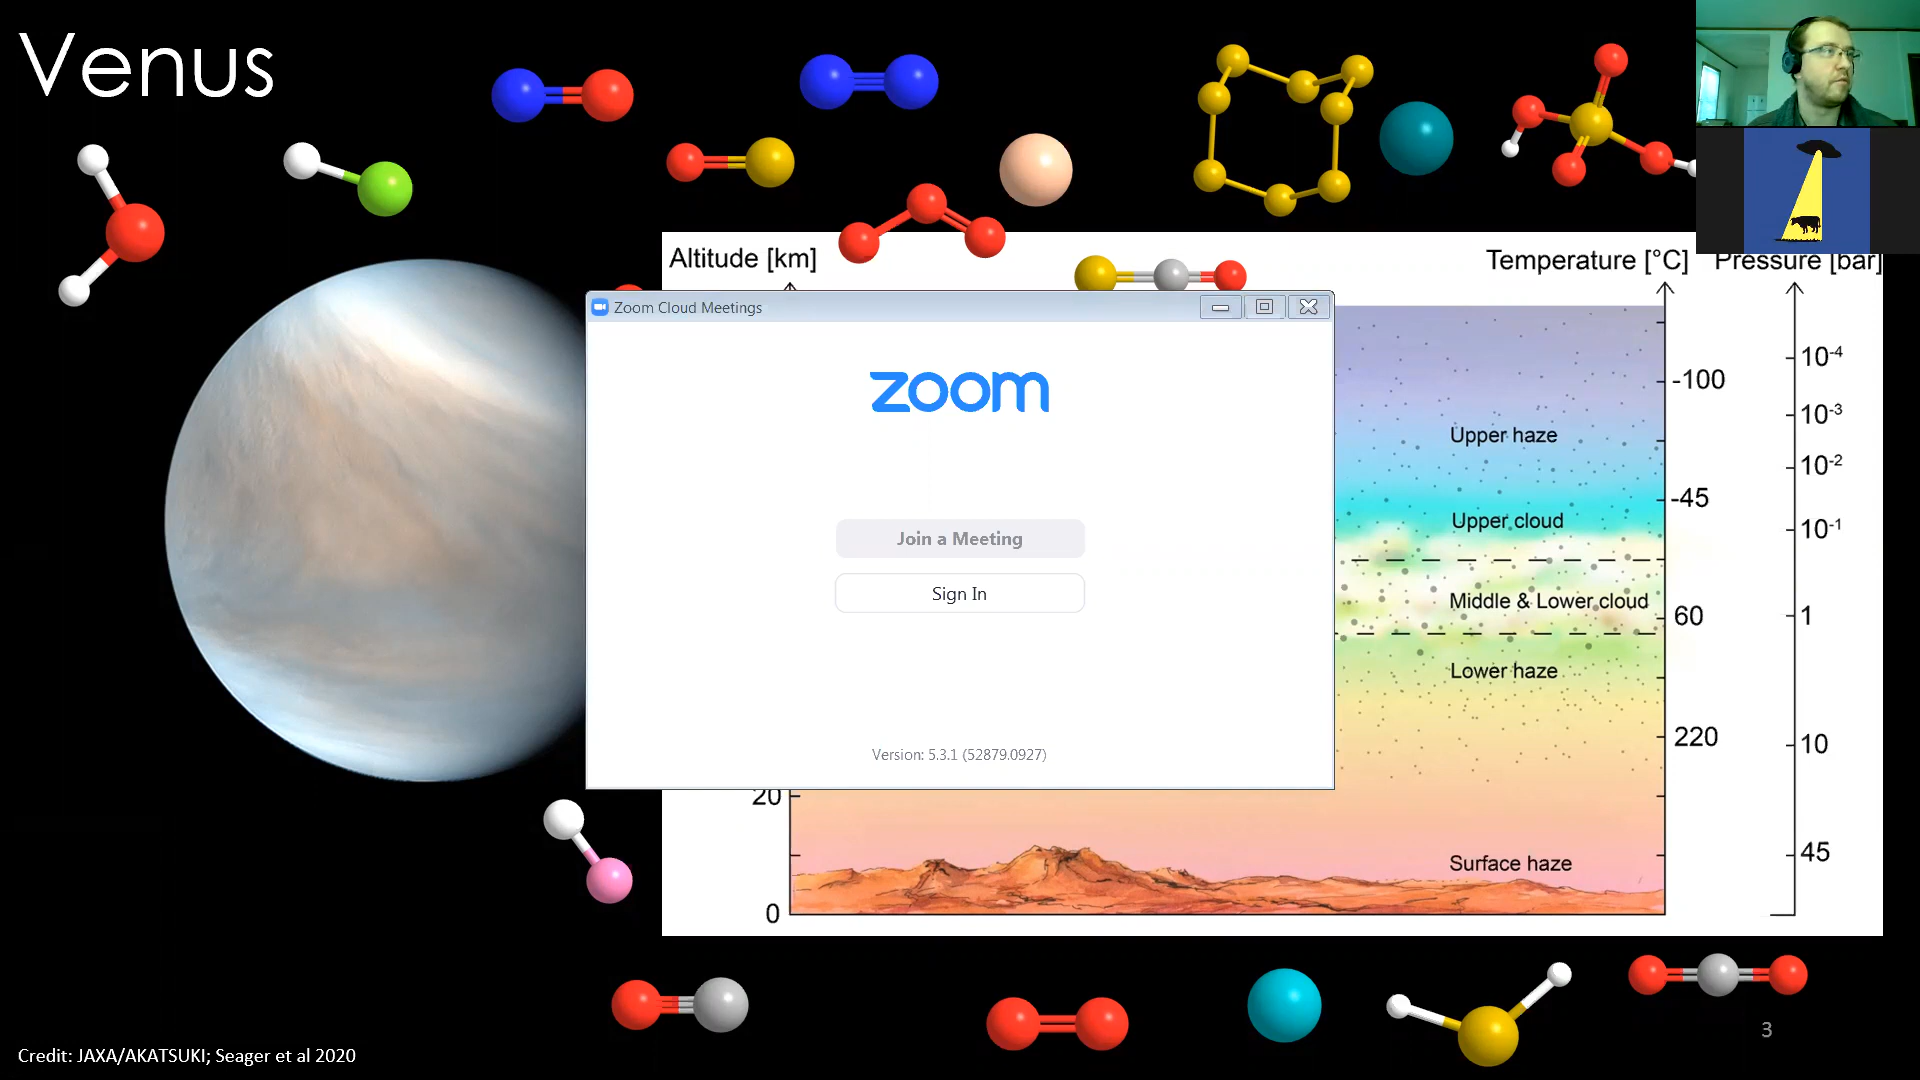 Venus
Altitude [km]
Temperature [°C]
Pressure [bar]
Zoom Cloud Meetings
zoom
Join a Meeting
Sign In
Version: 5.3.1 (52879.0927)
Upper haze
Upper cloud
Middle & Lower cloud
Lower haze
Surface haze
20
0
-100
-45
60
220
10-4
10-3
10-2
10-1
1
10
45
3
Credit: JAXA/AKATSUKI; Seager et al 2020